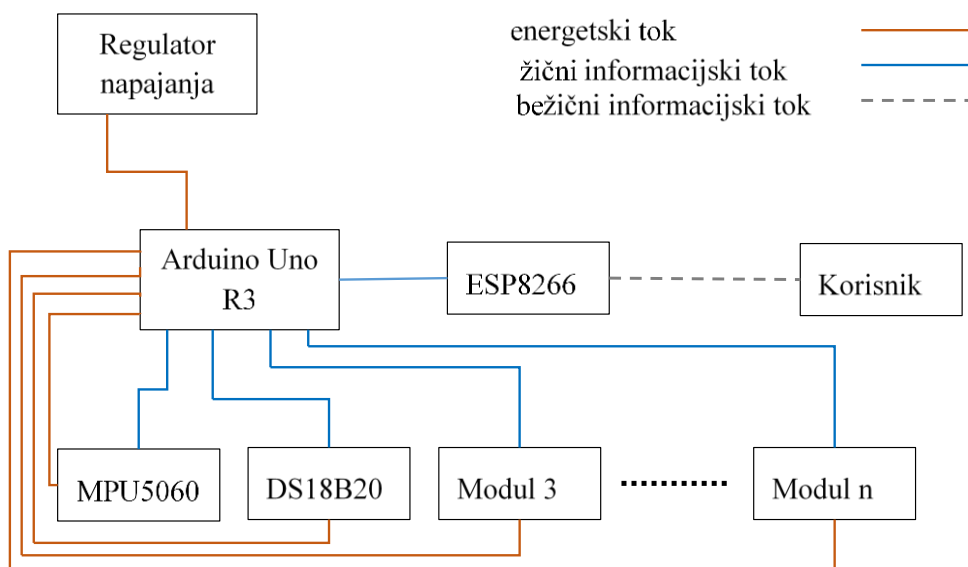 Regulator
napajanja
energetski tok
žični informacijski tok
bežični informacijski tok
Arduino Uno
R3
ESP8266
Korisnik
MPU5060
DS18B20
Modul 3
............
Modul n